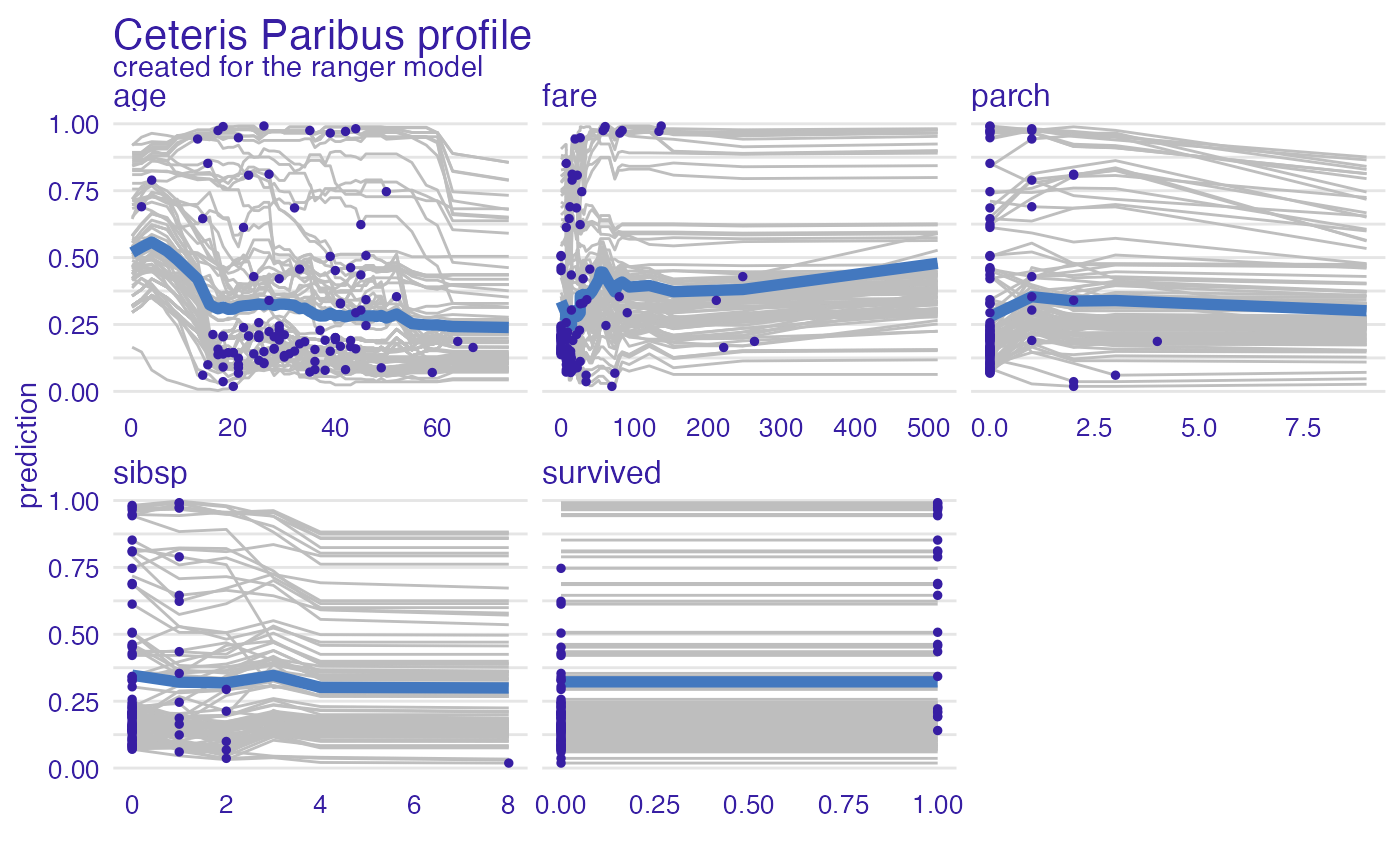 Ceteris Paribus profile
created for the ranger model
age
fare
parch
1.00
0.75
0.50
0.25
0.00
0 20 40 60
0 100 200 300 400 500
0.0 2.5 5.0 7.5
prediction
sibsp
survived
1.00
0.75
0.50
0.25
0.00
0 2 4 6 8
0.00 0.25 0.50 0.75 1.00